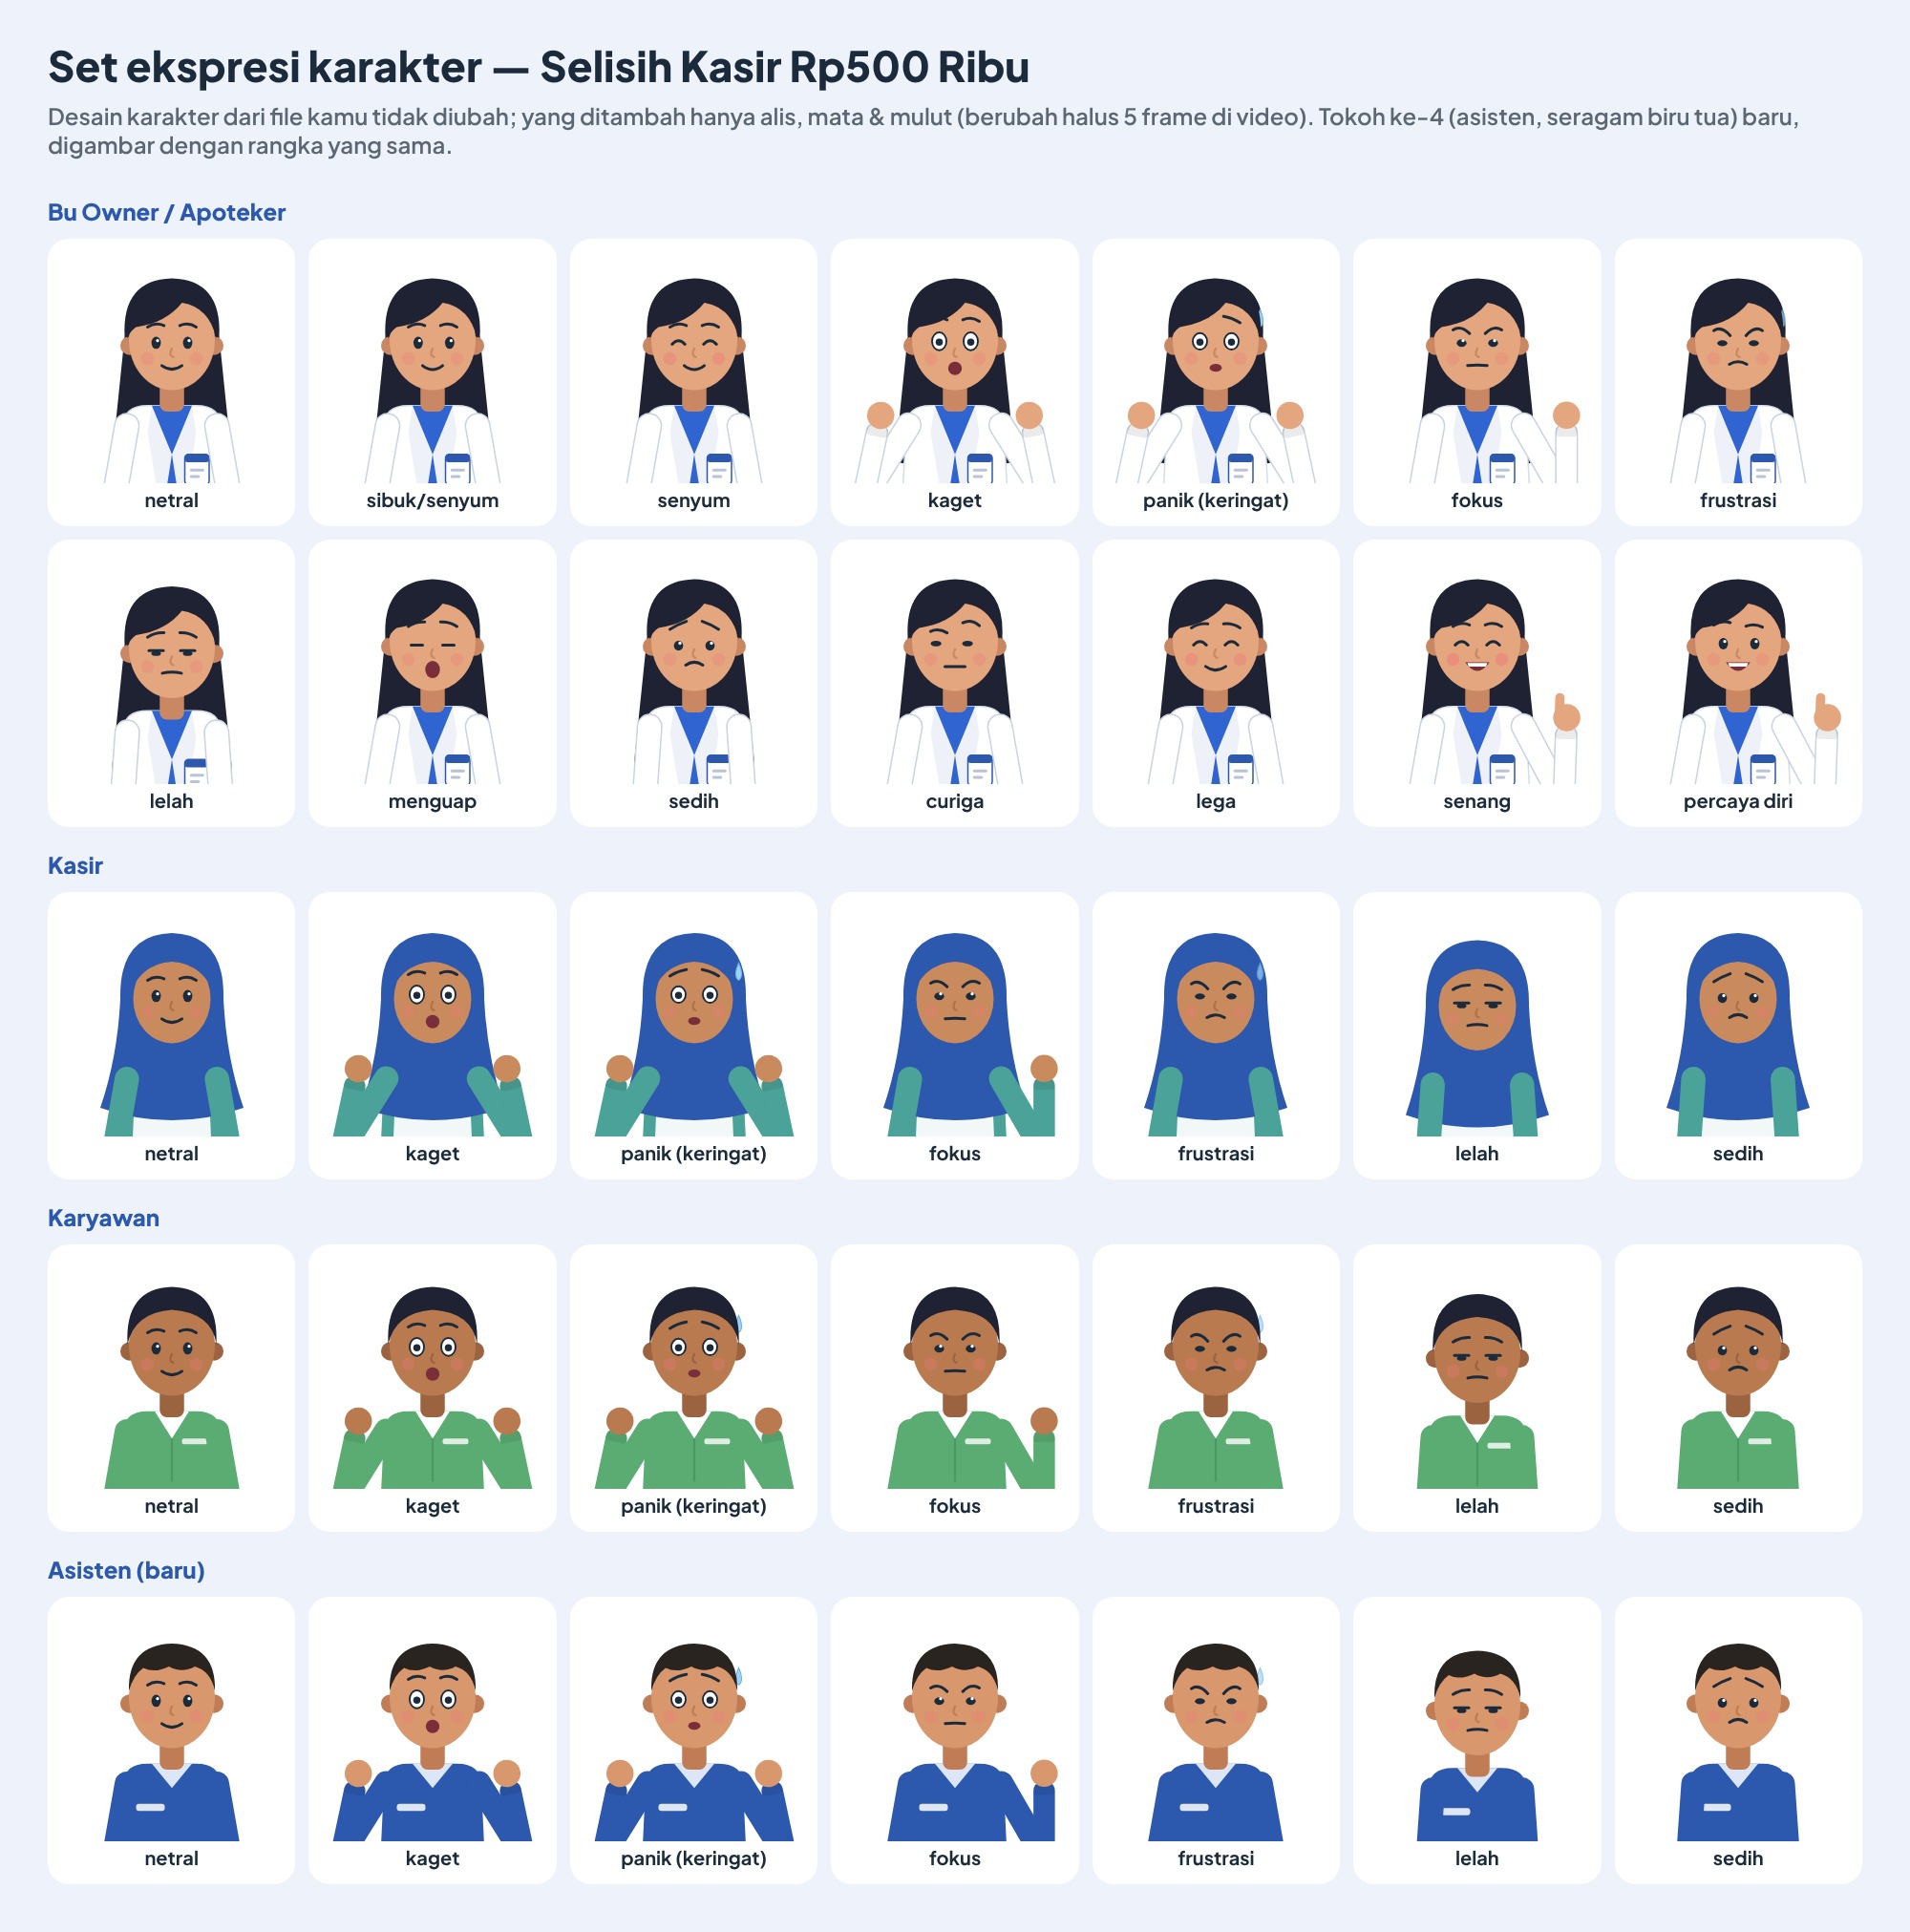 Set ekspresi karakter — Selisih Kasir Rp500 Ribu
Desain karakter dari file kamu tidak diubah; yang ditambah hanya alis, mata & mulut (berubah halus 5 frame di video). Tokoh ke-4 (asisten, seragam biru tua) baru,
digambar dengan rangka yang sama.
Bu Owner / Apoteker
netral
sibuk/senyum
senyum
kaget
panik (keringat)
fokus
frustrasi
lelah
menguap
sedih
curiga
lega
senang
percaya diri
Kasir
netral
kaget
panik (keringat)
fokus
frustrasi
lelah
sedih
Karyawan
netral
kaget
panik (keringat)
fokus
frustrasi
lelah
sedih
Asisten (baru)
netral
kaget
panik (keringat)
fokus
frustrasi
lelah
sedih